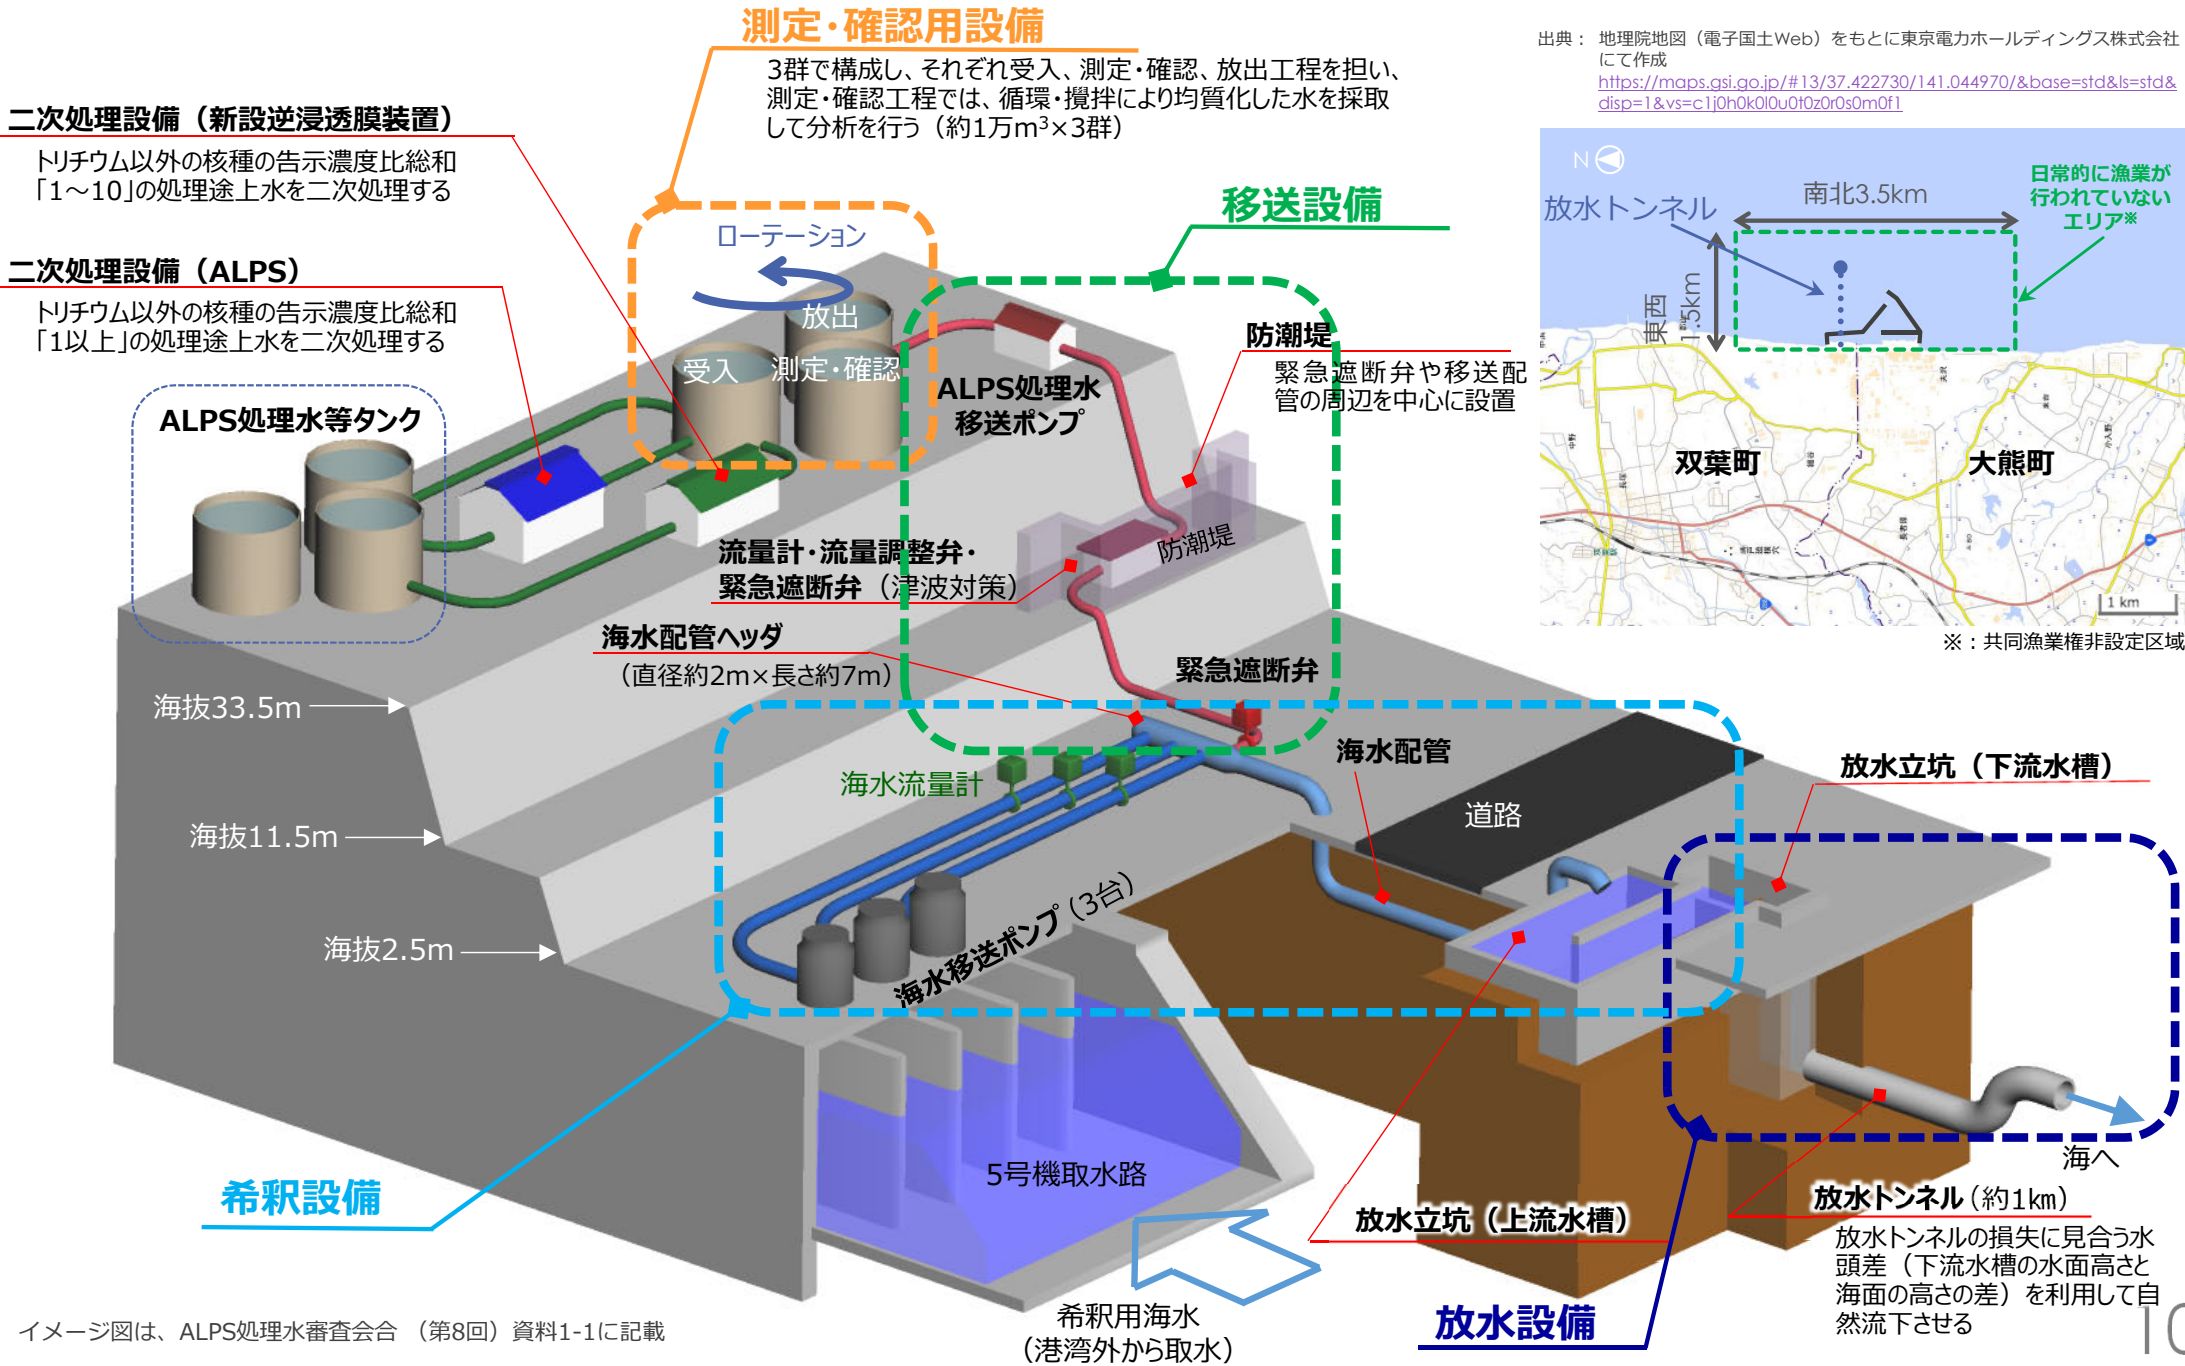 測定・確認用設備
3群で構成し、それぞれ受入、測定・確認、放出工程を担い、
測定・確認工程では、循環・攪拌により均質化した水を採取
して分析を行う（約1万m³×3群）
出典： 地理院地図（電子国土Web）をもとに東京電力ホールディングス株式会社
にて作成
https://maps.gsi.go.jp/#13/37.422730/141.044970/&base=std&ls=std&
disp=1&vs=c1j0h0k0l0u0t0z0r0s0m0f1
二次処理設備（新設逆浸透膜装置）
トリチウム以外の核種の告示濃度比総和
「1～10」の処理途上水を二次処理する
二次処理設備（ALPS）
トリチウム以外の核種の告示濃度比総和
「1以上」の処理途上水を二次処理する
ALPS処理水等タンク
ローテーション
放出
受入
測定・確認
移送設備
ALPS処理水
移送ポンプ
防潮堤
緊急遮断弁や移送配
管の周辺を中心に設置
防潮堤
流量計・流量調整弁・
緊急遮断弁（津波対策）
海水配管ヘッダ
（直径約2m×長さ約7m）
緊急遮断弁
N
放水トンネル
南北3.5km
東西
1.5km
日常的に漁業が
行われていない
エリア※
双葉町
大熊町
1 km
※：共同漁業権非設定区域
海抜33.5m
海抜11.5m
海抜2.5m
海水流量計
海水配管
道路
放水立坑（下流水槽）
海水移送ポンプ（3台）
5号機取水路
希釈設備
希釈用海水
（港湾外から取水）
放水立坑（上流水槽）
放水設備
海へ
放水トンネル（約1km）
放水トンネルの損失に見合う水
頭差（下流水槽の水面高さと
海面の高さの差）を利用して自
然流下させる
イメージ図は、ALPS処理水審査会合 （第8回）資料1-1に記載